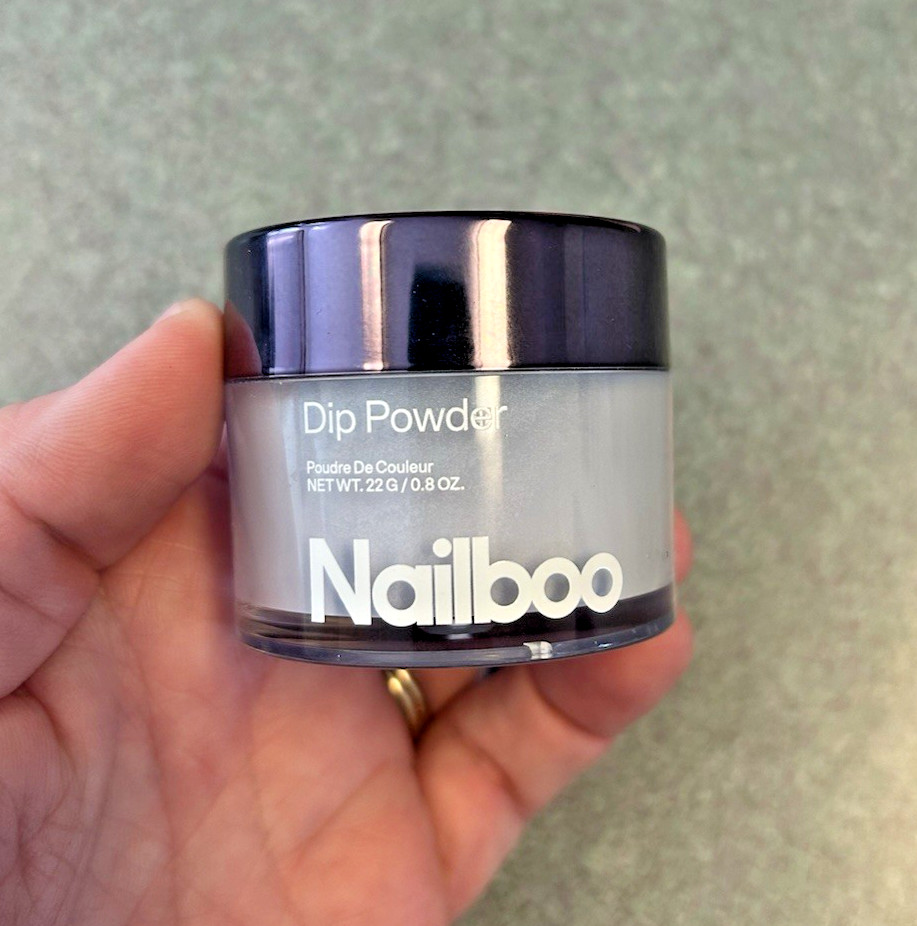 Dip Powder
Poudre De Couleur
NET WT. 22 G / 0.8 OZ.
Nailboo